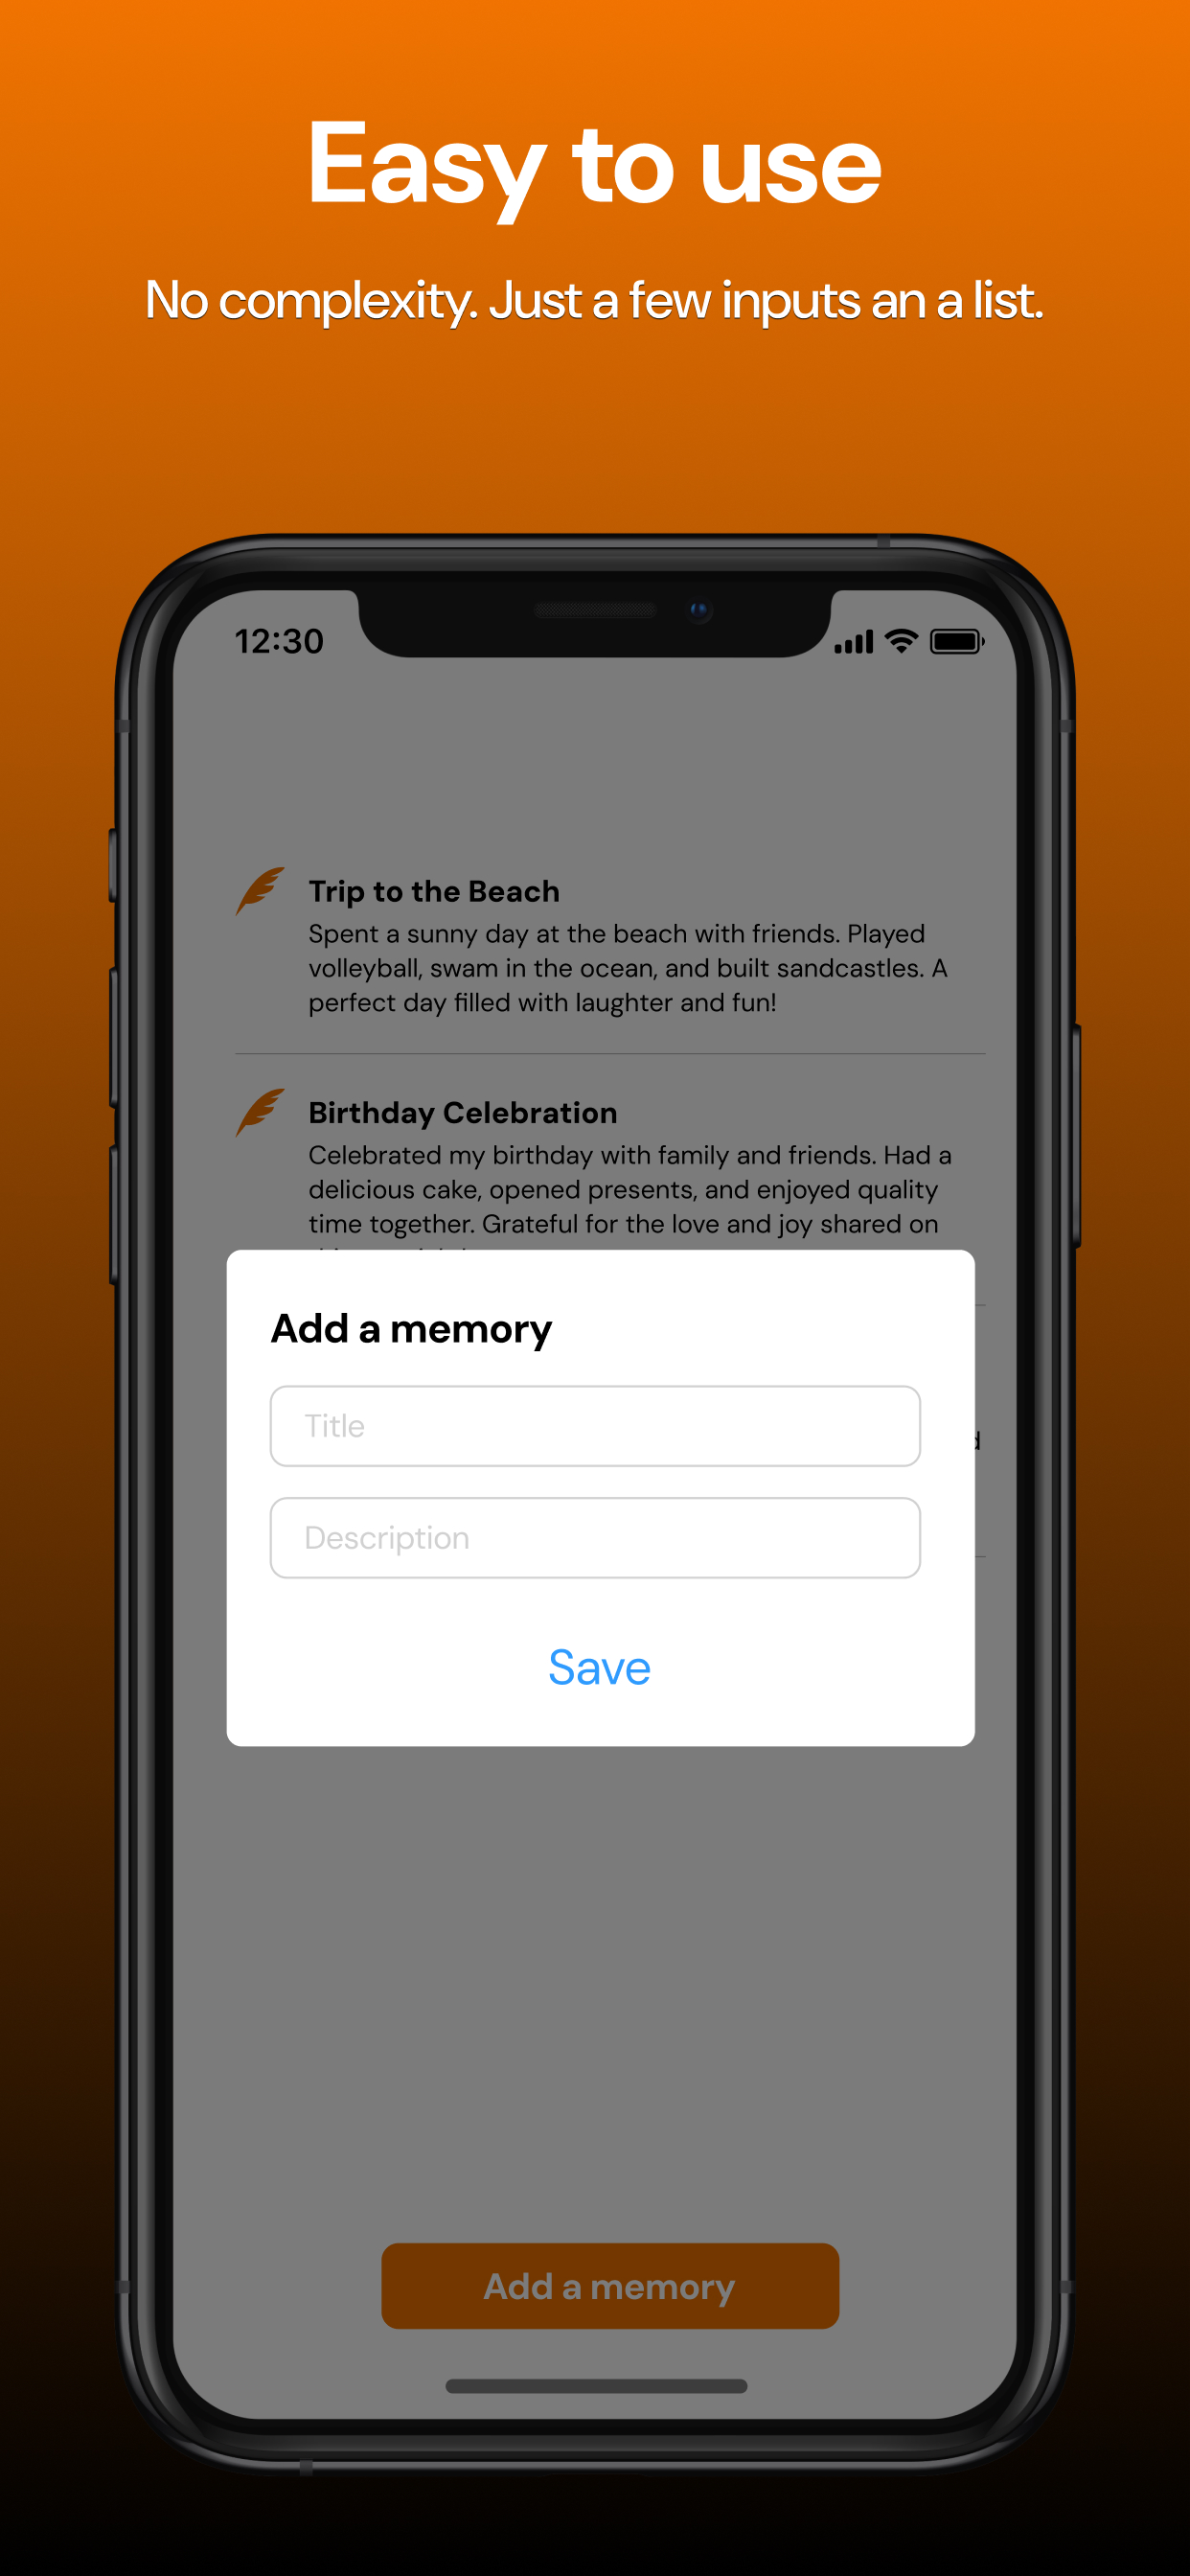 Easy to use
No complexity. Just a few inputs an a list.
12:30
Trip to the Beach
Spent a sunny day at the beach with friends. Played
volleyball, swam in the ocean, and built sandcastles. A
perfect day filled with laughter and fun!
Birthday Celebration
Celebrated my birthday with family and friends. Had a
delicious cake, opened presents, and enjoyed quality
time together. Grateful for the love and joy shared on
Add a memory
Title
Description
Save
Add a memory